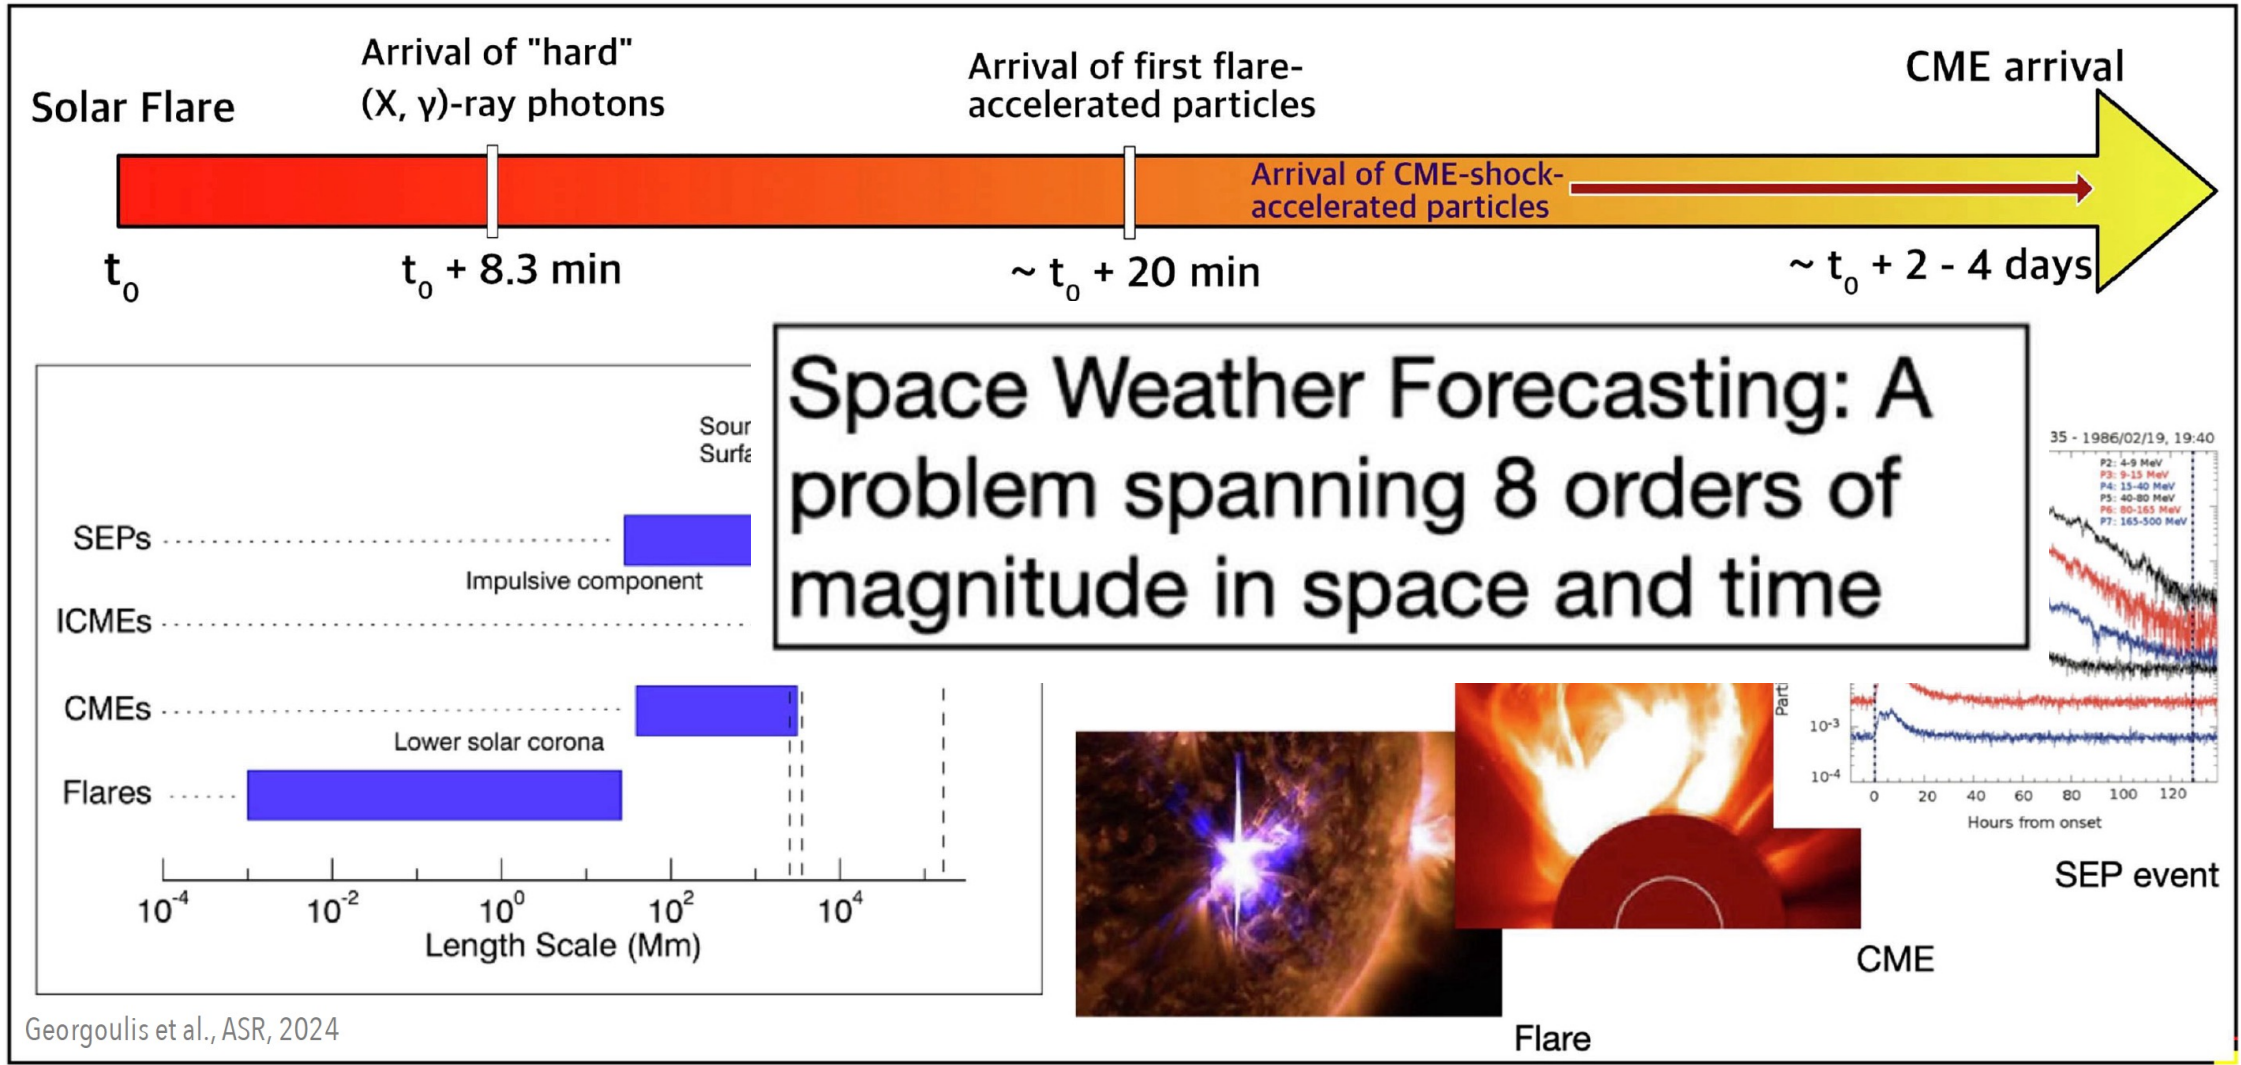 Solar Flare
Arrival of "hard"
(X, γ)-ray photons
Arrival of first flare-
accelerated particles
CME arrival
Arrival of CME-shock-
accelerated particles
t₀
t₀ + 8.3 min
~ t₀ + 20 min
~ t₀ + 2 - 4 days
Space Weather Forecasting: A
problem spanning 8 orders of
magnitude in space and time
SEPs
Impulsive component
ICMEs
CMEs
Lower solar corona
Flares
10⁻⁴ 10⁻² 10⁰ 10² 10⁴
Length Scale (Mm)
35 - 1986/02/19, 19:40
P2: 4-9 MeV
P3: 9-15 MeV
P4: 15-40 MeV
P5: 40-80 MeV
P6: 80-165 MeV
P7: 165-500 MeV
10⁻³
10⁻⁴
0 20 40 60 80 100 120
Hours from onset
SEP event
CME
Flare
Georgoulis et al., ASR, 2024